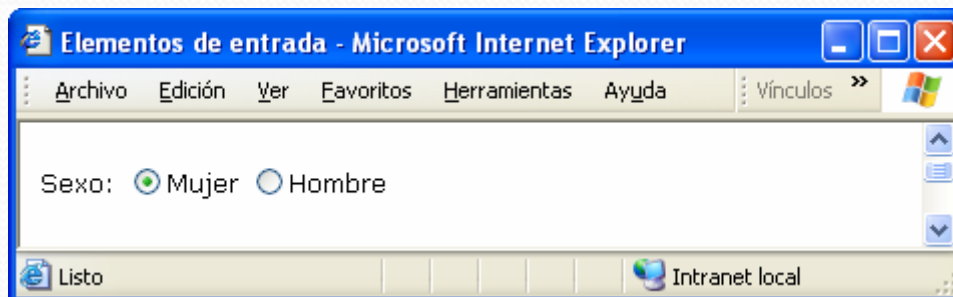 Elementos de entrada - Microsoft Internet Explorer
Archivo Edición Ver Favoritos Herramientas Ayuda Vínculos »
Sexo: Mujer Hombre
Listo Intranet local